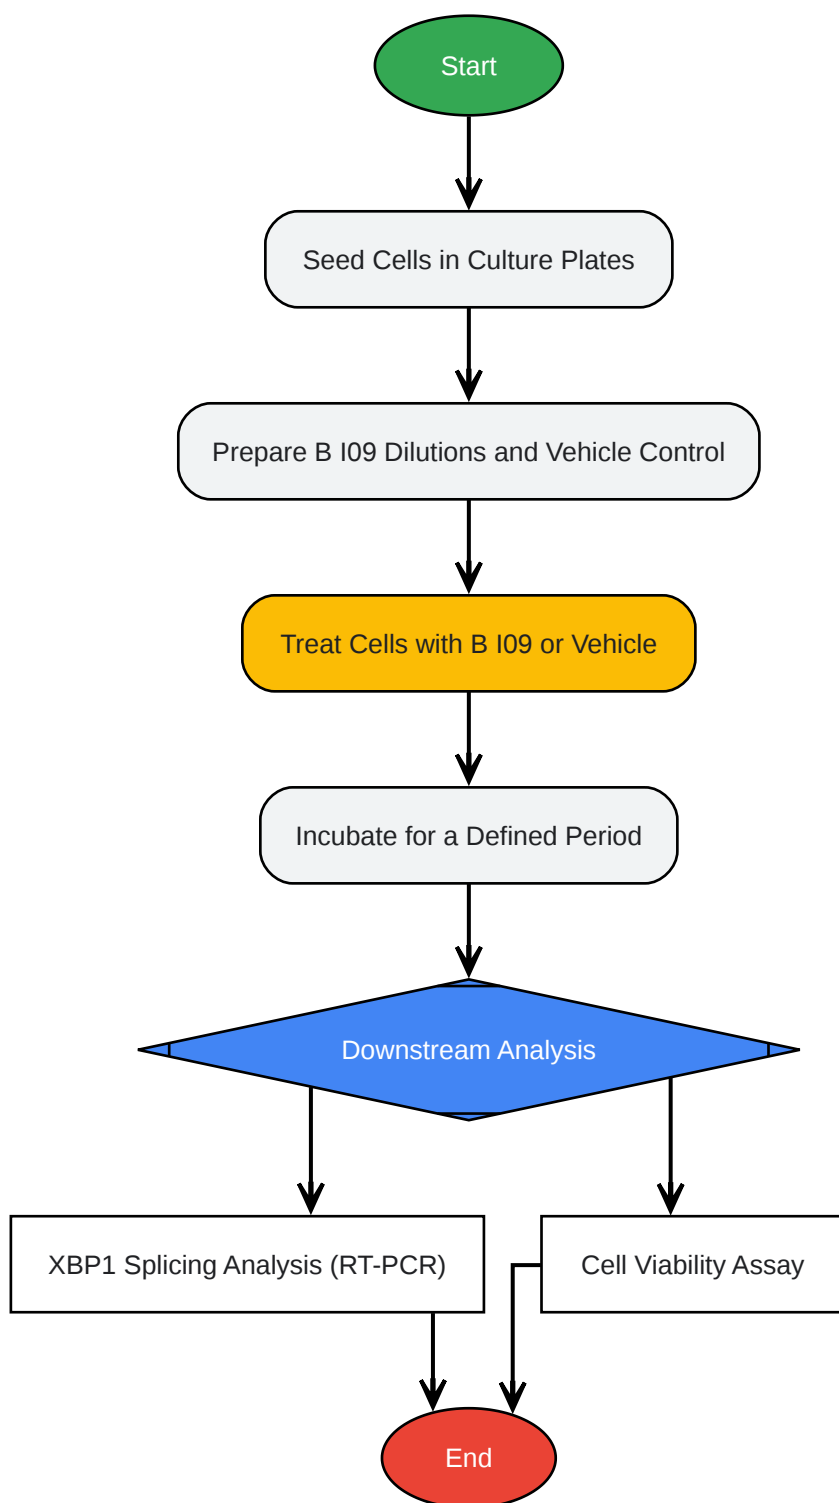 Start
Seed Cells in Culture Plates
Prepare B I09 Dilutions and Vehicle Control
Treat Cells with B I09 or Vehicle
Incubate for a Defined Period
Downstream Analysis
XBP1 Splicing Analysis (RT-PCR)
Cell Viability Assay
End